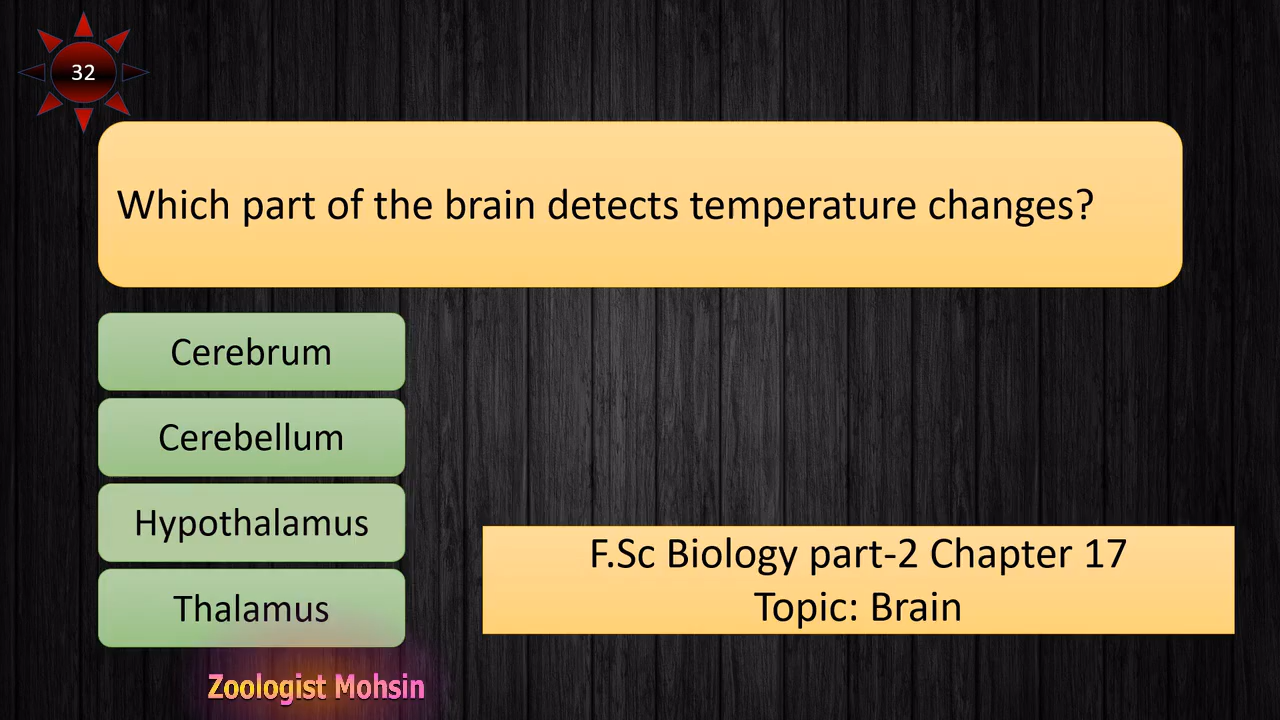 32
Which part of the brain detects temperature changes?
Cerebrum
Cerebellum
Hypothalamus
Thalamus
F.Sc Biology part-2 Chapter 17
Topic: Brain
Zoologist Mohsin